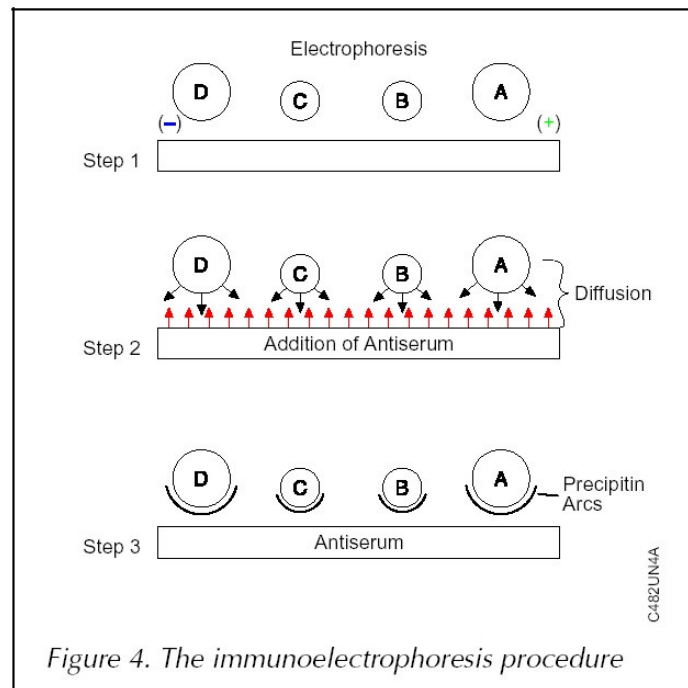 Electrophoresis
D C B A
(−) (+)
Step 1
D C B A
Diffusion
Addition of Antiserum
Step 2
D C B A
Precipitin
Arcs
Antiserum
Step 3
C482UN4A
Figure 4. The immunoelectrophoresis procedure